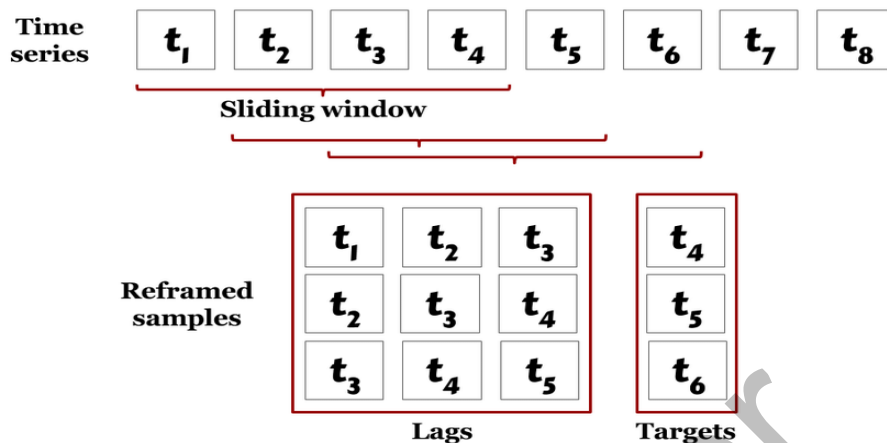 Time series
t1 t2 t3 t4 t5 t6 t7 t8
Sliding window
t1 t2 t3 t4
Reframed samples
t2 t3 t4 t5
t3 t4 t5 t6
Lags Targets